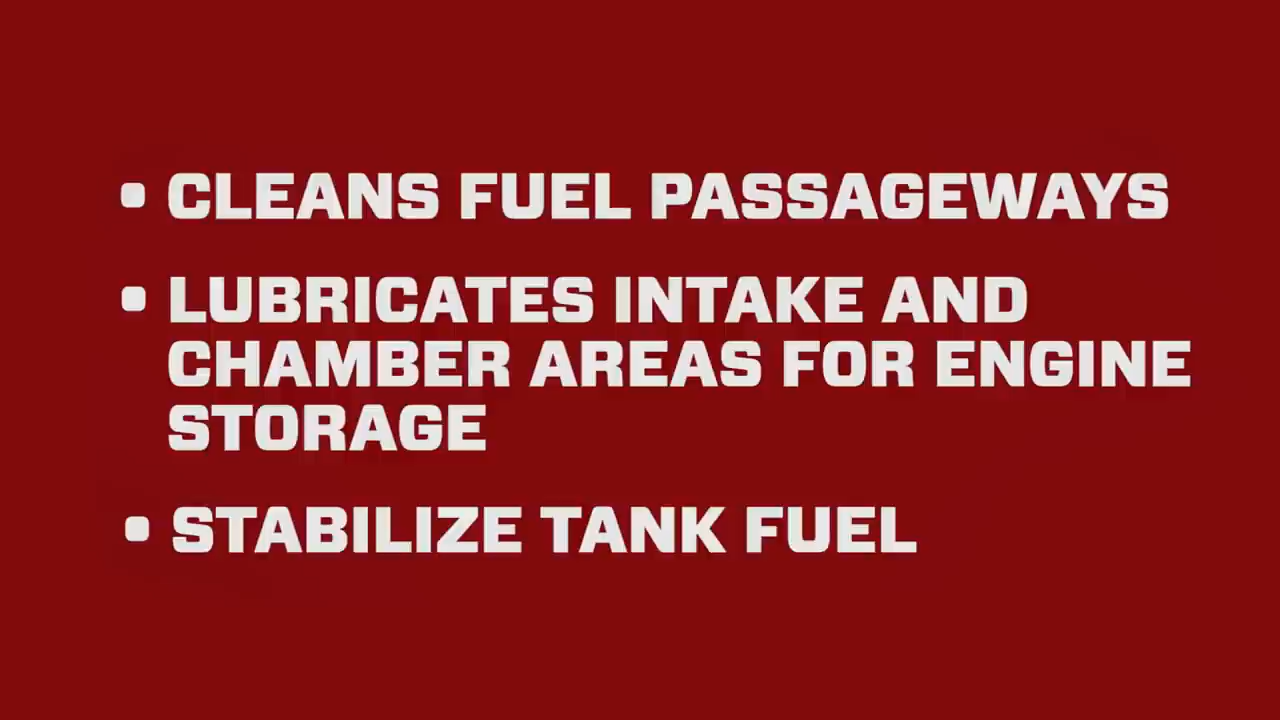 • CLEANS FUEL PASSAGEWAYS
• LUBRICATES INTAKE AND
CHAMBER AREAS FOR ENGINE
STORAGE
• STABILIZE TANK FUEL